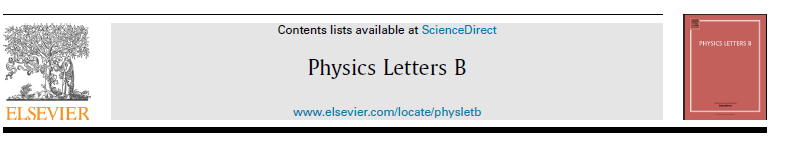 Contents lists available at ScienceDirect
Physics Letters B
www.elsevier.com/locate/physletb
ELSEVIER
PHYSICS LETTERS B